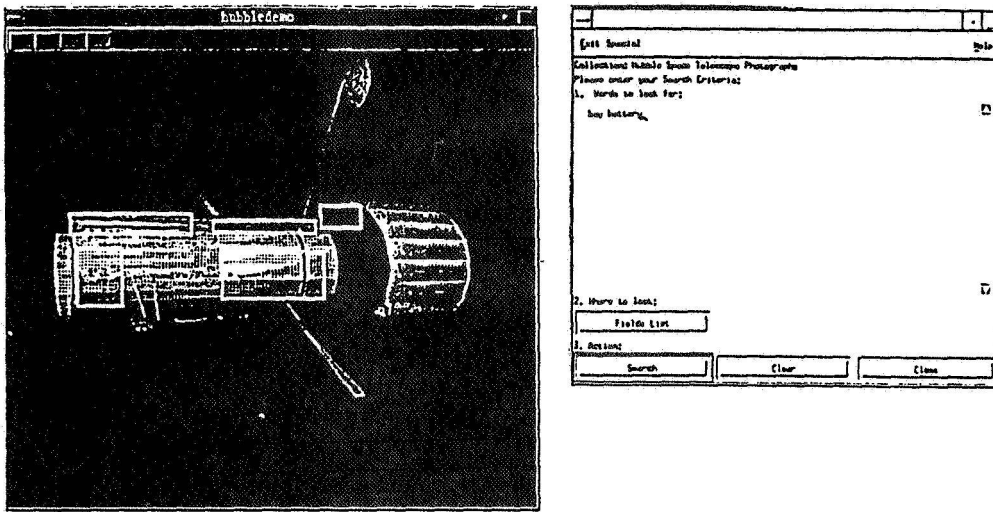 hubbledemo
Exit Special Help
Collection: Hubble Space Telescope Photographs
Please enter your Search Criteria:
1. Words to look for:
bay battery
2. Where to look:
Fields List
3. Action:
Search Clear Close